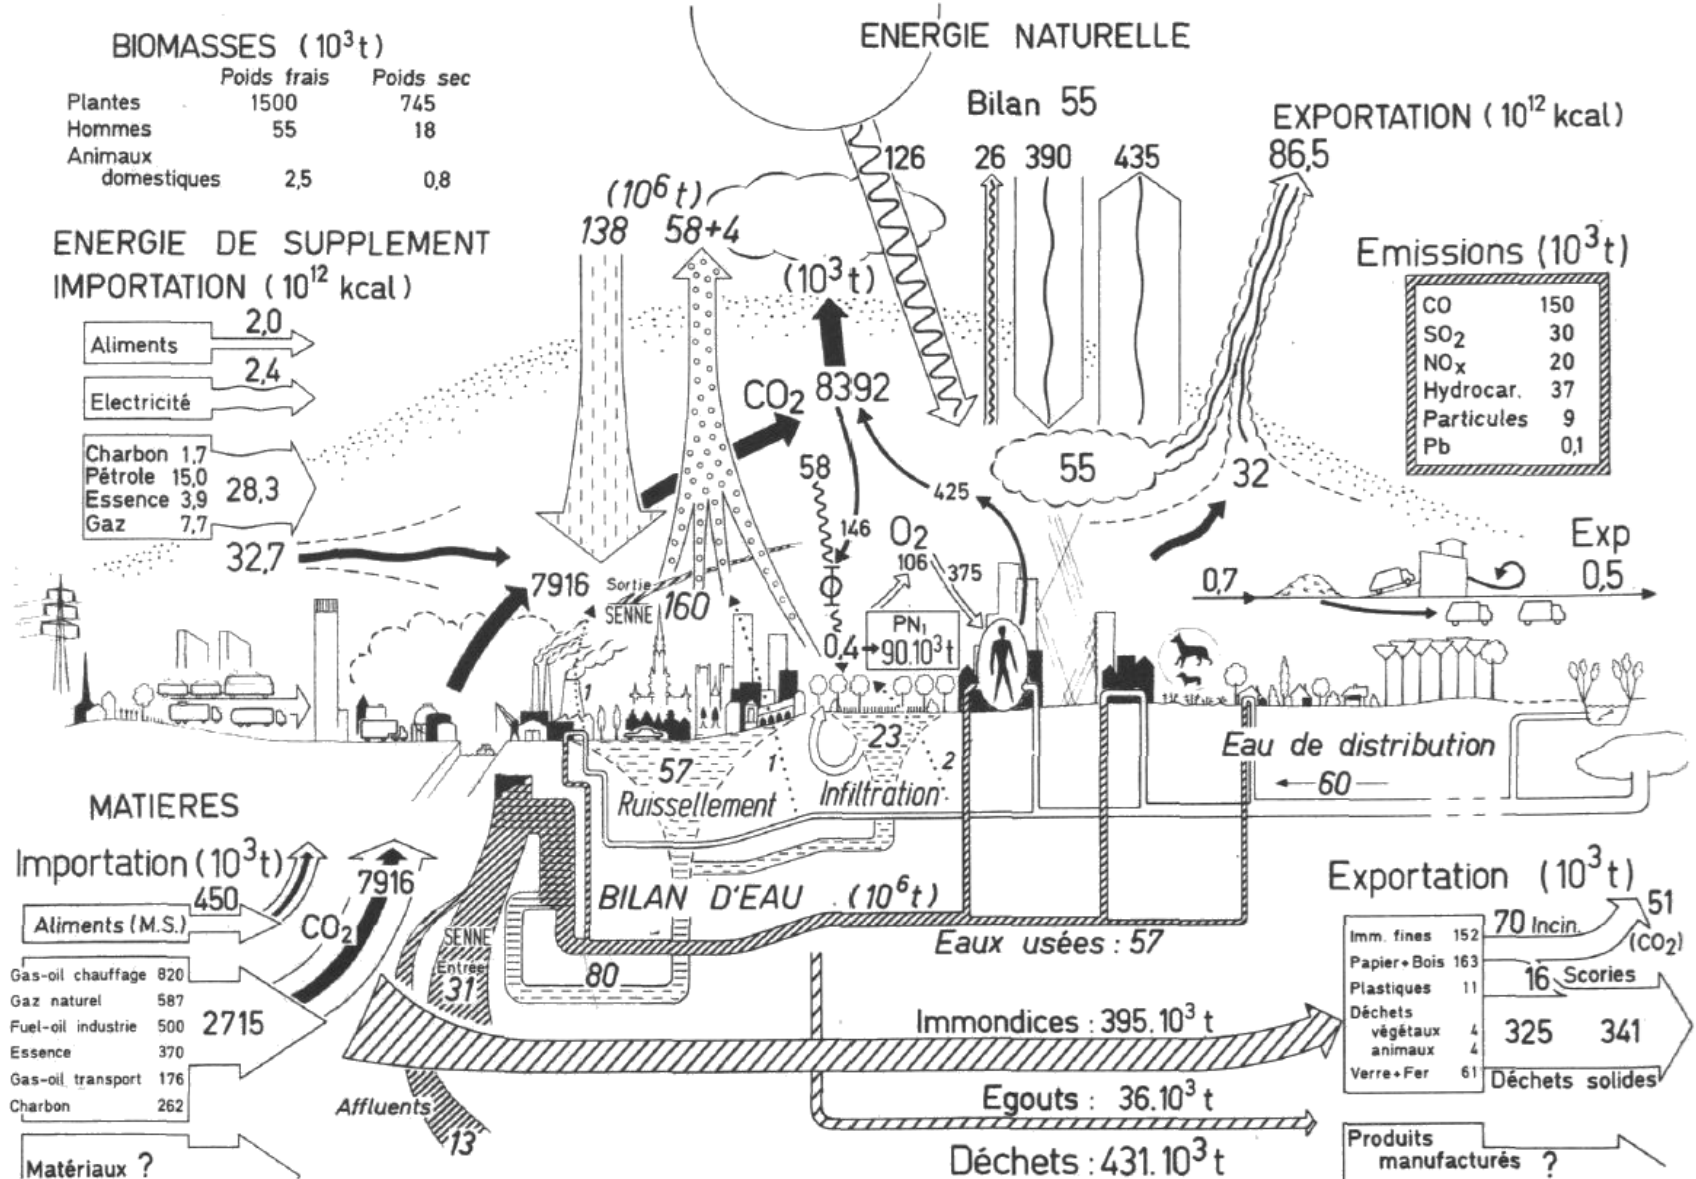 BIOMASSES (10³t)
Poids frais Poids sec
Plantes 1500 745
Hommes 55 18
Animaux
domestiques 2,5 0,8
ENERGIE NATURELLE
Bilan 55
126 26 390 435
EXPORTATION (10¹² kcal)
86,5
ENERGIE DE SUPPLEMENT
IMPORTATION (10¹² kcal)
Aliments 2,0
Electricité 2,4
Charbon 1,7
Pétrole 15,0
Essence 3,9
Gaz 7,7
28,3
32,7
(10⁶ t)
138 58+4
(10³ t)
CO₂ 8392
58
146
425
O₂
106
375
55
32
Emissions (10³t)
CO 150
SO₂ 30
NOx 20
Hydrocar. 37
Particules 9
Pb 0,1
Exp
0,7 0,5
7916
Sortie
SENNE 160
PN₁
0,4 90.10³ t
1
57
Ruissellement
1
23
2
Infiltration
Eau de distribution
60
MATIERES
Importation (10³t)
450
Aliments (M.S.)
7916
CO₂
Gas-oil chauffage 820
Gaz naturel 587
Fuel-oil industrie 500
Essence 370
Gas-oil transport 176
Charbon 262
2715
Matériaux ?
BILAN D'EAU (10⁶t)
SENNE
Entrée
31
80
Eaux usées : 57
Affluents
13
Immondices : 395.10³ t
Egouts : 36.10³ t
Déchets : 431.10³ t
Exportation (10³t)
Imm. fines 152
Papier+Bois 163
Plastiques 11
Déchets
végétaux 4
animaux 4
Verre+Fer 61
70 Incin. 51
(CO₂)
16 Scories
325 341
Déchets solides
Produits
manufacturés ?